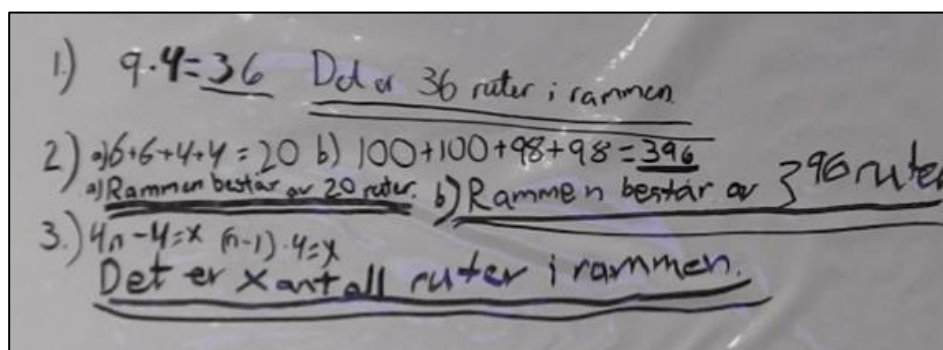 1.) 9·4=36 Det er 36 ruter i rammen
2.) a) 6+6+4+4=20 b) 100+100+98+98=396
a) Rammen består av 20 ruter. b) Rammen består av 396 ruter
3.) 4n-4=x (n-1)·4=x
Det er x antall ruter i rammen.